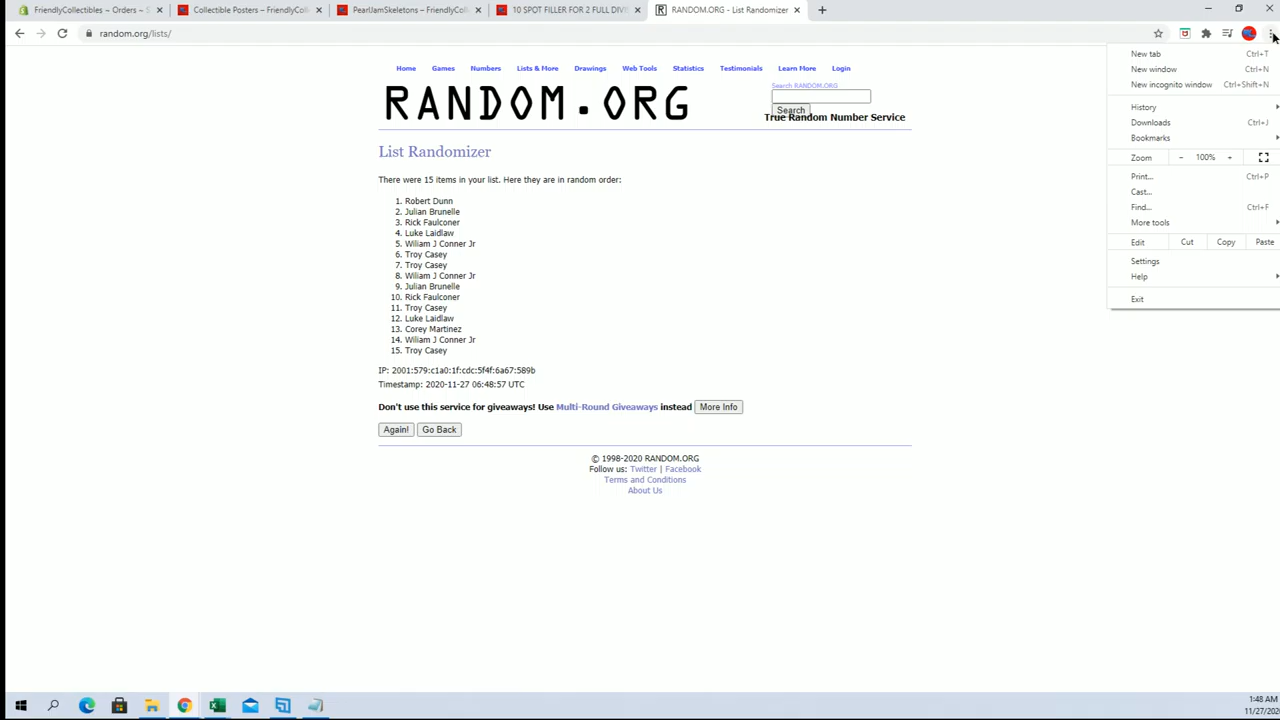 FriendlyCollectibles ~ Orders ~ S
Collectible Posters – FriendlyColl
PearlJamSkeletons – FriendlyColl
10 SPOT FILLER FOR 2 FULL DIVI
RANDOM.ORG - List Randomizer
random.org/lists/
Home Games Numbers Lists & More Drawings Web Tools Statistics Testimonials Learn More Login
RANDOM.ORG
Search RANDOM.ORG
Search
True Random Number Service
List Randomizer
There were 15 items in your list. Here they are in random order:
1. Robert Dunn
2. Julian Brunelle
3. Rick Faulconer
4. Luke Laidlaw
5. Wiliam J Conner Jr
6. Troy Casey
7. Troy Casey
8. Wiliam J Conner Jr
9. Julian Brunelle
10. Rick Faulconer
11. Troy Casey
12. Luke Laidlaw
13. Corey Martinez
14. Wiliam J Conner Jr
15. Troy Casey
IP: 2001:579:c1a0:1f:cdc:5f4f:6a67:589b
Timestamp: 2020-11-27 06:48:57 UTC
Don't use this service for giveaways! Use Multi-Round Giveaways instead More Info
Again! Go Back
© 1998-2020 RANDOM.ORG
Follow us: Twitter | Facebook
Terms and Conditions
About Us
New tab Ctrl+T
New window Ctrl+N
New incognito window Ctrl+Shift+N
History
Downloads Ctrl+J
Bookmarks
Zoom - 100% +
Print... Ctrl+P
Cast...
Find... Ctrl+F
More tools
Edit Cut Copy Paste
Settings
Help
Exit
1:48 AM
11/27/202